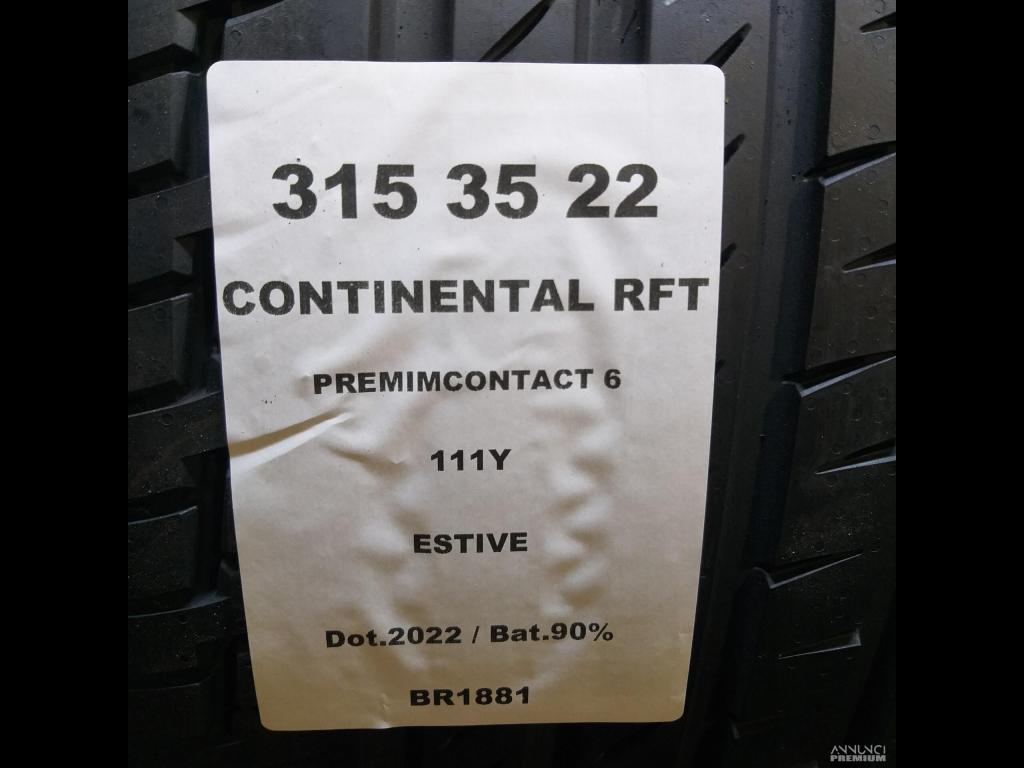 315 35 22
CONTINENTAL RFT
PREMIMCONTACT 6
111Y
ESTIVE
Dot.2022 / Bat.90%
BR1881
ANNUNCI
PREMIUM